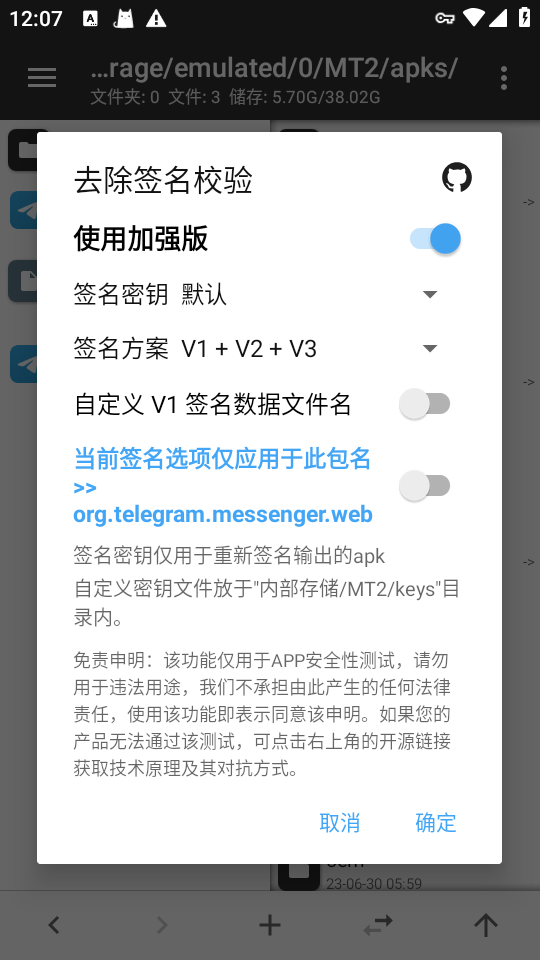 12:07
…rage/emulated/0/MT2/apks/
文件夹: 0 文件: 3 储存: 5.70G/38.02G
去除签名校验
使用加强版
签名密钥 默认
签名方案 V1 + V2 + V3
自定义 V1 签名数据文件名
当前签名选项仅应用于此包名
>>
org.telegram.messenger.web
签名密钥仅用于重新签名输出的apk
自定义密钥文件放于"内部存储/MT2/keys"目
录内。
免责申明：该功能仅用于APP安全性测试，请勿
用于违法用途，我们不承担由此产生的任何法律
责任，使用该功能即表示同意该申明。如果您的
产品无法通过该测试，可点击右上角的开源链接
获取技术原理及其对抗方式。
取消 确定
23-06-30 05:59